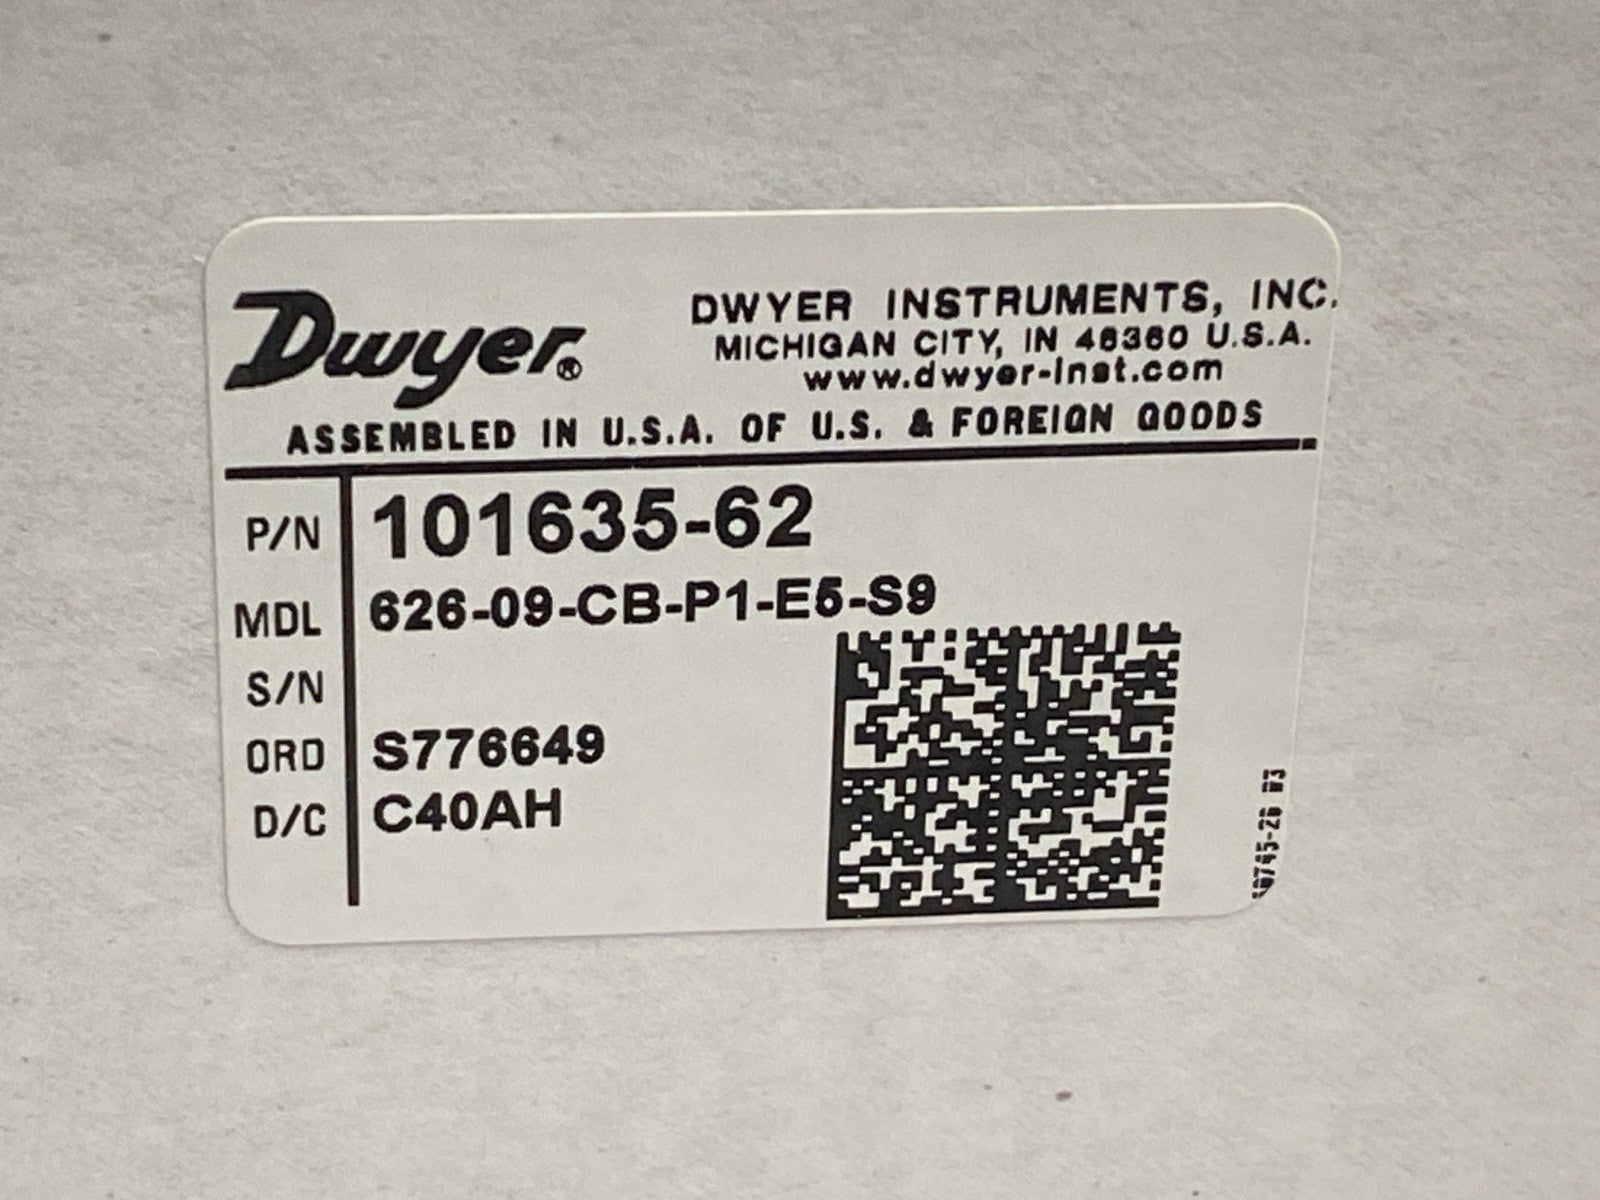 Dwyer®
DWYER INSTRUMENTS, INC.
MICHIGAN CITY, IN 46360 U.S.A.
www.dwyer-inst.com
ASSEMBLED IN U.S.A. OF U.S. & FOREIGN GOODS
P/N 101635-62
MDL 626-09-CB-P1-E5-S9
S/N
ORD S776649
D/C C40AH